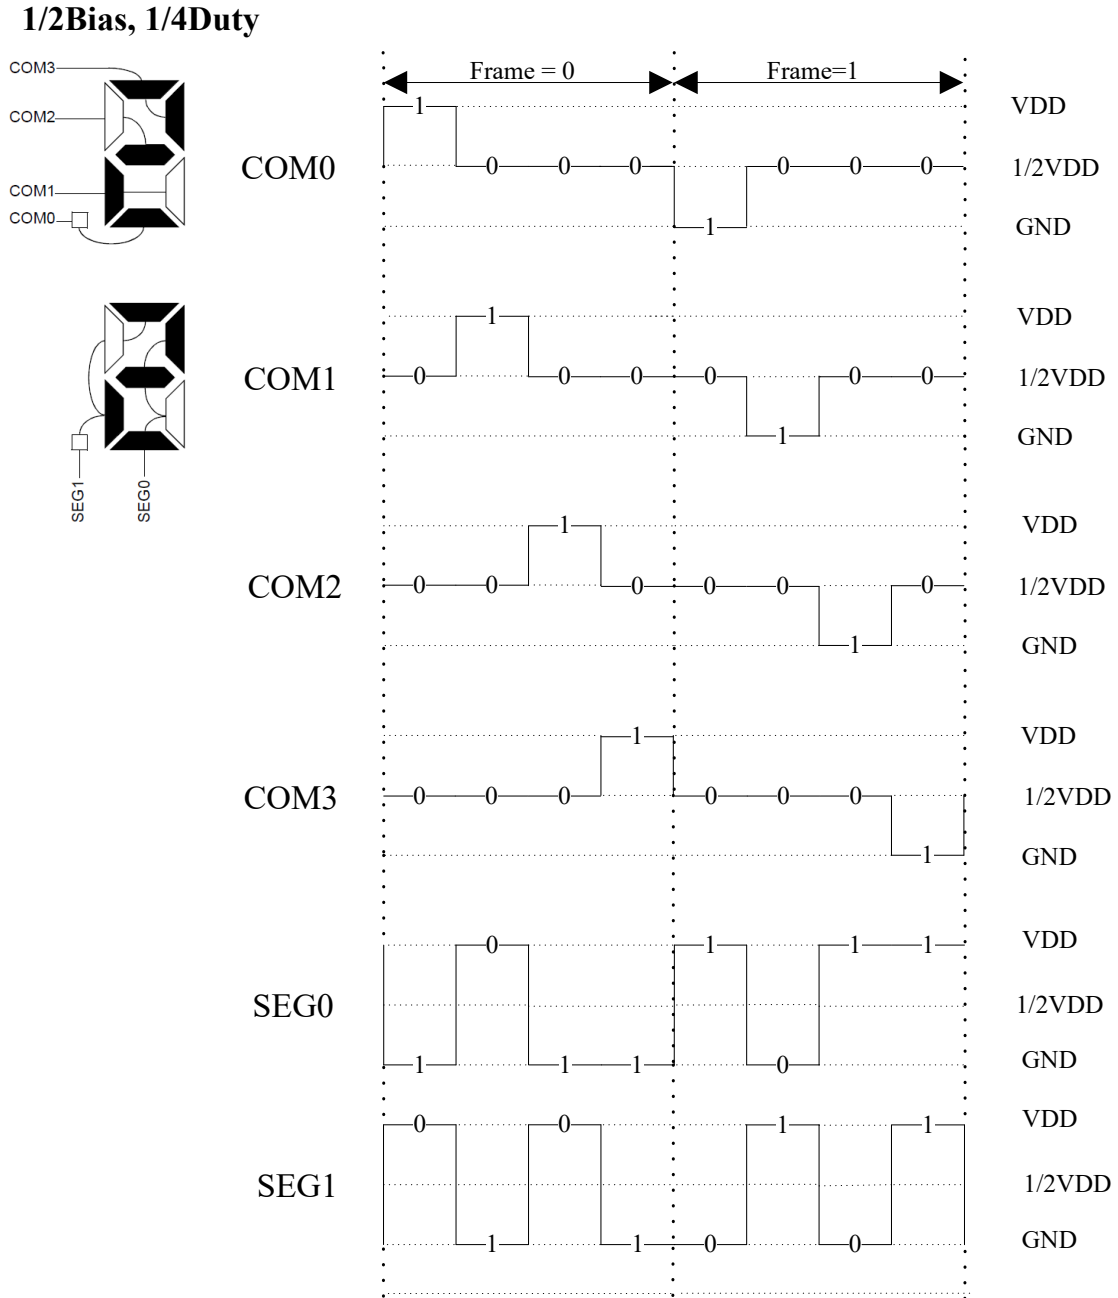 1/2Bias, 1/4Duty
COM3
COM2
COM1
COM0
SEG1
SEG0
Frame = 0
Frame=1
COM0
1 0 0 0 1 0 0 0
VDD
1/2VDD
GND
COM1
0 1 0 0 0 1 0 0
VDD
1/2VDD
GND
COM2
0 0 1 0 0 0 1 0
VDD
1/2VDD
GND
COM3
0 0 0 1 0 0 0 1
VDD
1/2VDD
GND
SEG0
1 0 1 1 1 0 1 1
VDD
1/2VDD
GND
SEG1
0 1 0 1 0 1 0 1
VDD
1/2VDD
GND